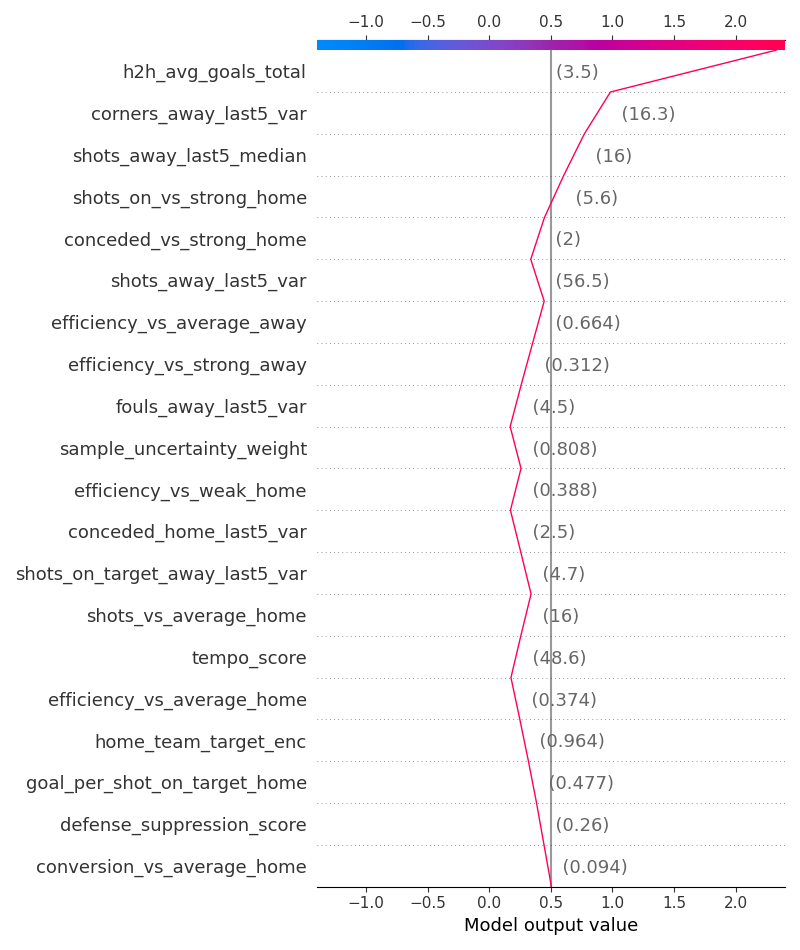 −1.0 −0.5 0.0 0.5 1.0 1.5 2.0
h2h_avg_goals_total (3.5)
corners_away_last5_var (16.3)
shots_away_last5_median (16)
shots_on_vs_strong_home (5.6)
conceded_vs_strong_home (2)
shots_away_last5_var (56.5)
efficiency_vs_average_away (0.664)
efficiency_vs_strong_away (0.312)
fouls_away_last5_var (4.5)
sample_uncertainty_weight (0.808)
efficiency_vs_weak_home (0.388)
conceded_home_last5_var (2.5)
shots_on_target_away_last5_var (4.7)
shots_vs_average_home (16)
tempo_score (48.6)
efficiency_vs_average_home (0.374)
home_team_target_enc (0.964)
goal_per_shot_on_target_home (0.477)
defense_suppression_score (0.26)
conversion_vs_average_home (0.094)
−1.0 −0.5 0.0 0.5 1.0 1.5 2.0
Model output value